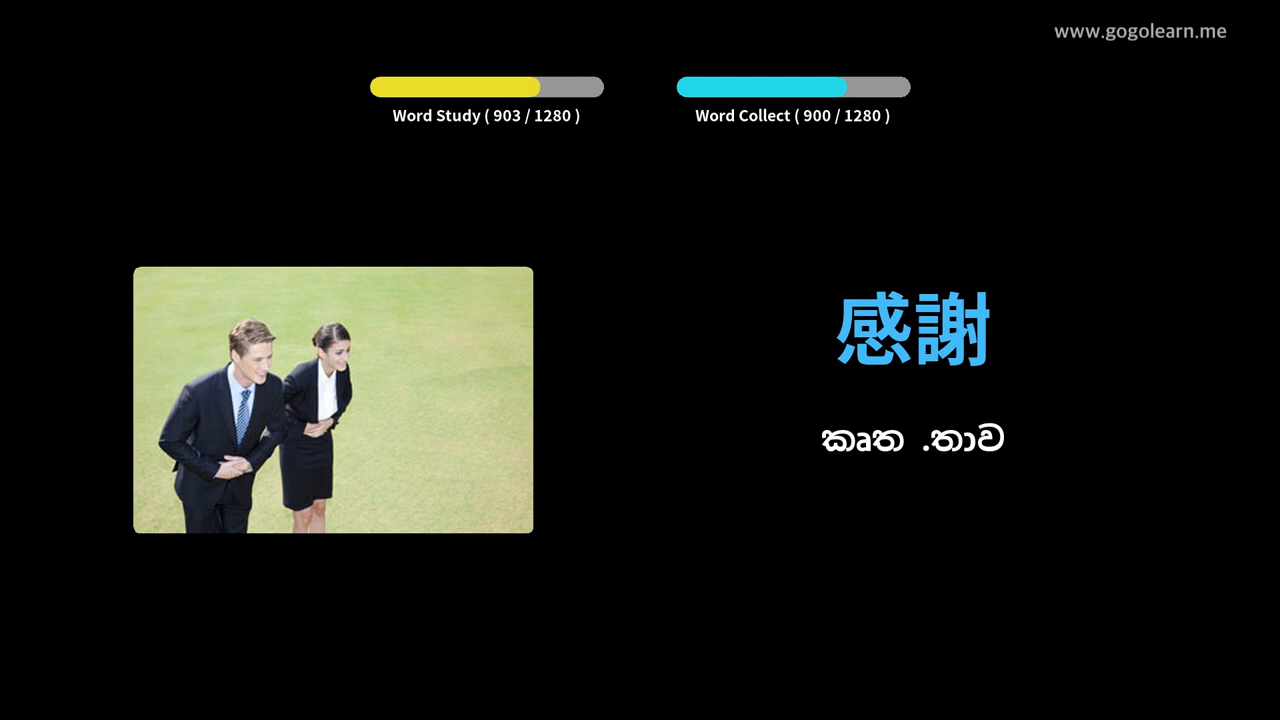 www.gogolearn.me
Word Study ( 903 / 1280 )
Word Collect ( 900 / 1280 )
感謝
කෘත .තාව